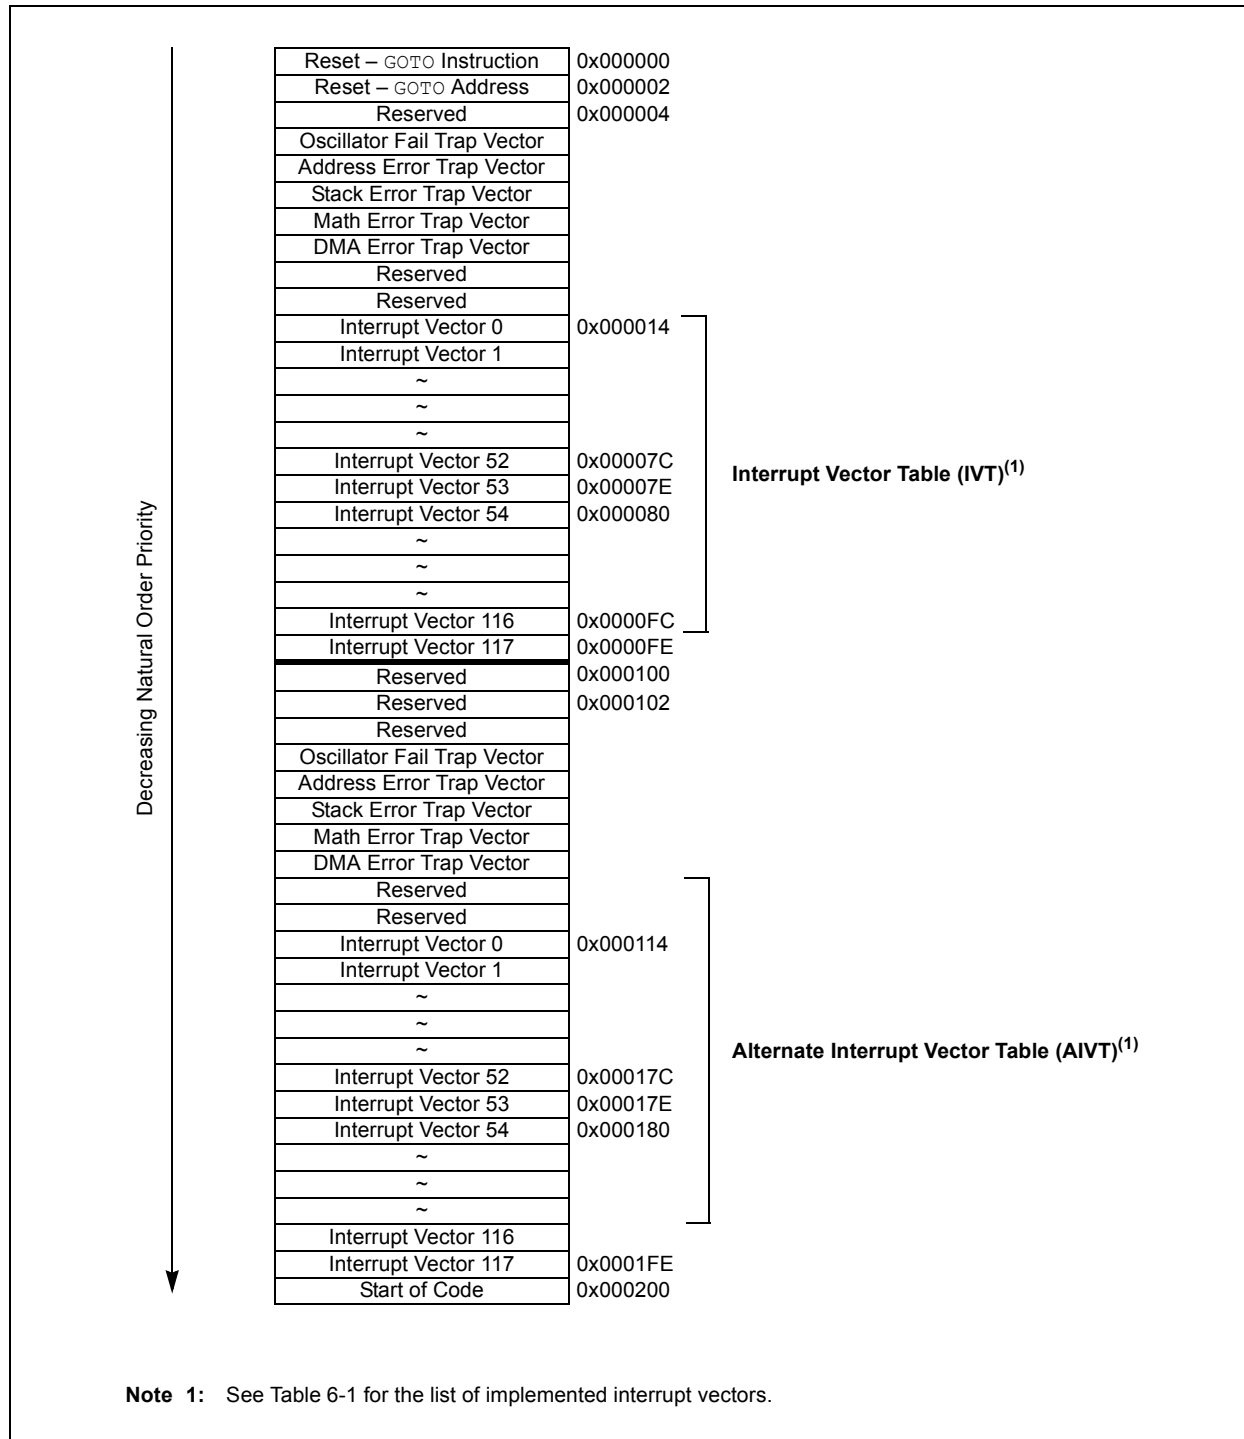 Decreasing Natural Order Priority
Reset – GOTO Instruction 0x000000
Reset – GOTO Address 0x000002
Reserved 0x000004
Oscillator Fail Trap Vector
Address Error Trap Vector
Stack Error Trap Vector
Math Error Trap Vector
DMA Error Trap Vector
Reserved
Reserved
Interrupt Vector 0 0x000014
Interrupt Vector 1
~
~
~
Interrupt Vector 52 0x00007C
Interrupt Vector Table (IVT)(1)
Interrupt Vector 53 0x00007E
Interrupt Vector 54 0x000080
~
~
~
Interrupt Vector 116 0x0000FC
Interrupt Vector 117 0x0000FE
Reserved 0x000100
Reserved 0x000102
Reserved
Oscillator Fail Trap Vector
Address Error Trap Vector
Stack Error Trap Vector
Math Error Trap Vector
DMA Error Trap Vector
Reserved
Reserved
Interrupt Vector 0 0x000114
Interrupt Vector 1
~
~
~
Alternate Interrupt Vector Table (AIVT)(1)
Interrupt Vector 52 0x00017C
Interrupt Vector 53 0x00017E
Interrupt Vector 54 0x000180
~
~
~
Interrupt Vector 116
Interrupt Vector 117 0x0001FE
Start of Code 0x000200
Note 1: See Table 6-1 for the list of implemented interrupt vectors.